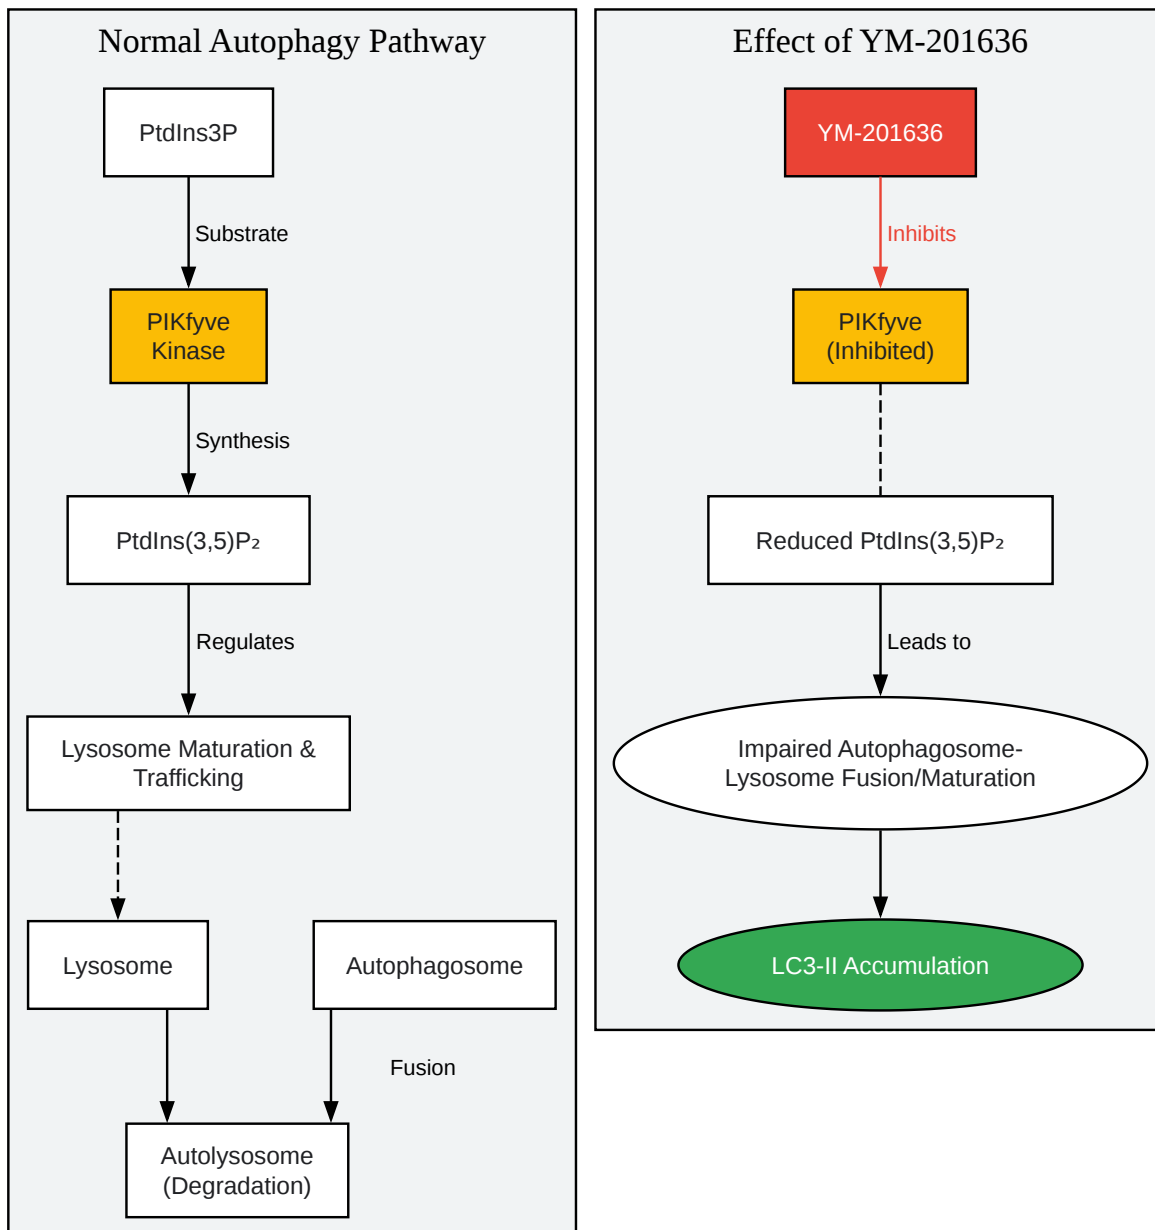 Normal Autophagy Pathway
PtdIns3P
Substrate
PIKfyve
Kinase
Synthesis
PtdIns(3,5)P₂
Regulates
Lysosome Maturation &
Trafficking
Lysosome
Autophagosome
Fusion
Autolysosome
(Degradation)
Effect of YM-201636
YM-201636
Inhibits
PIKfyve
(Inhibited)
Reduced PtdIns(3,5)P₂
Leads to
Impaired Autophagosome-
Lysosome Fusion/Maturation
LC3-II Accumulation